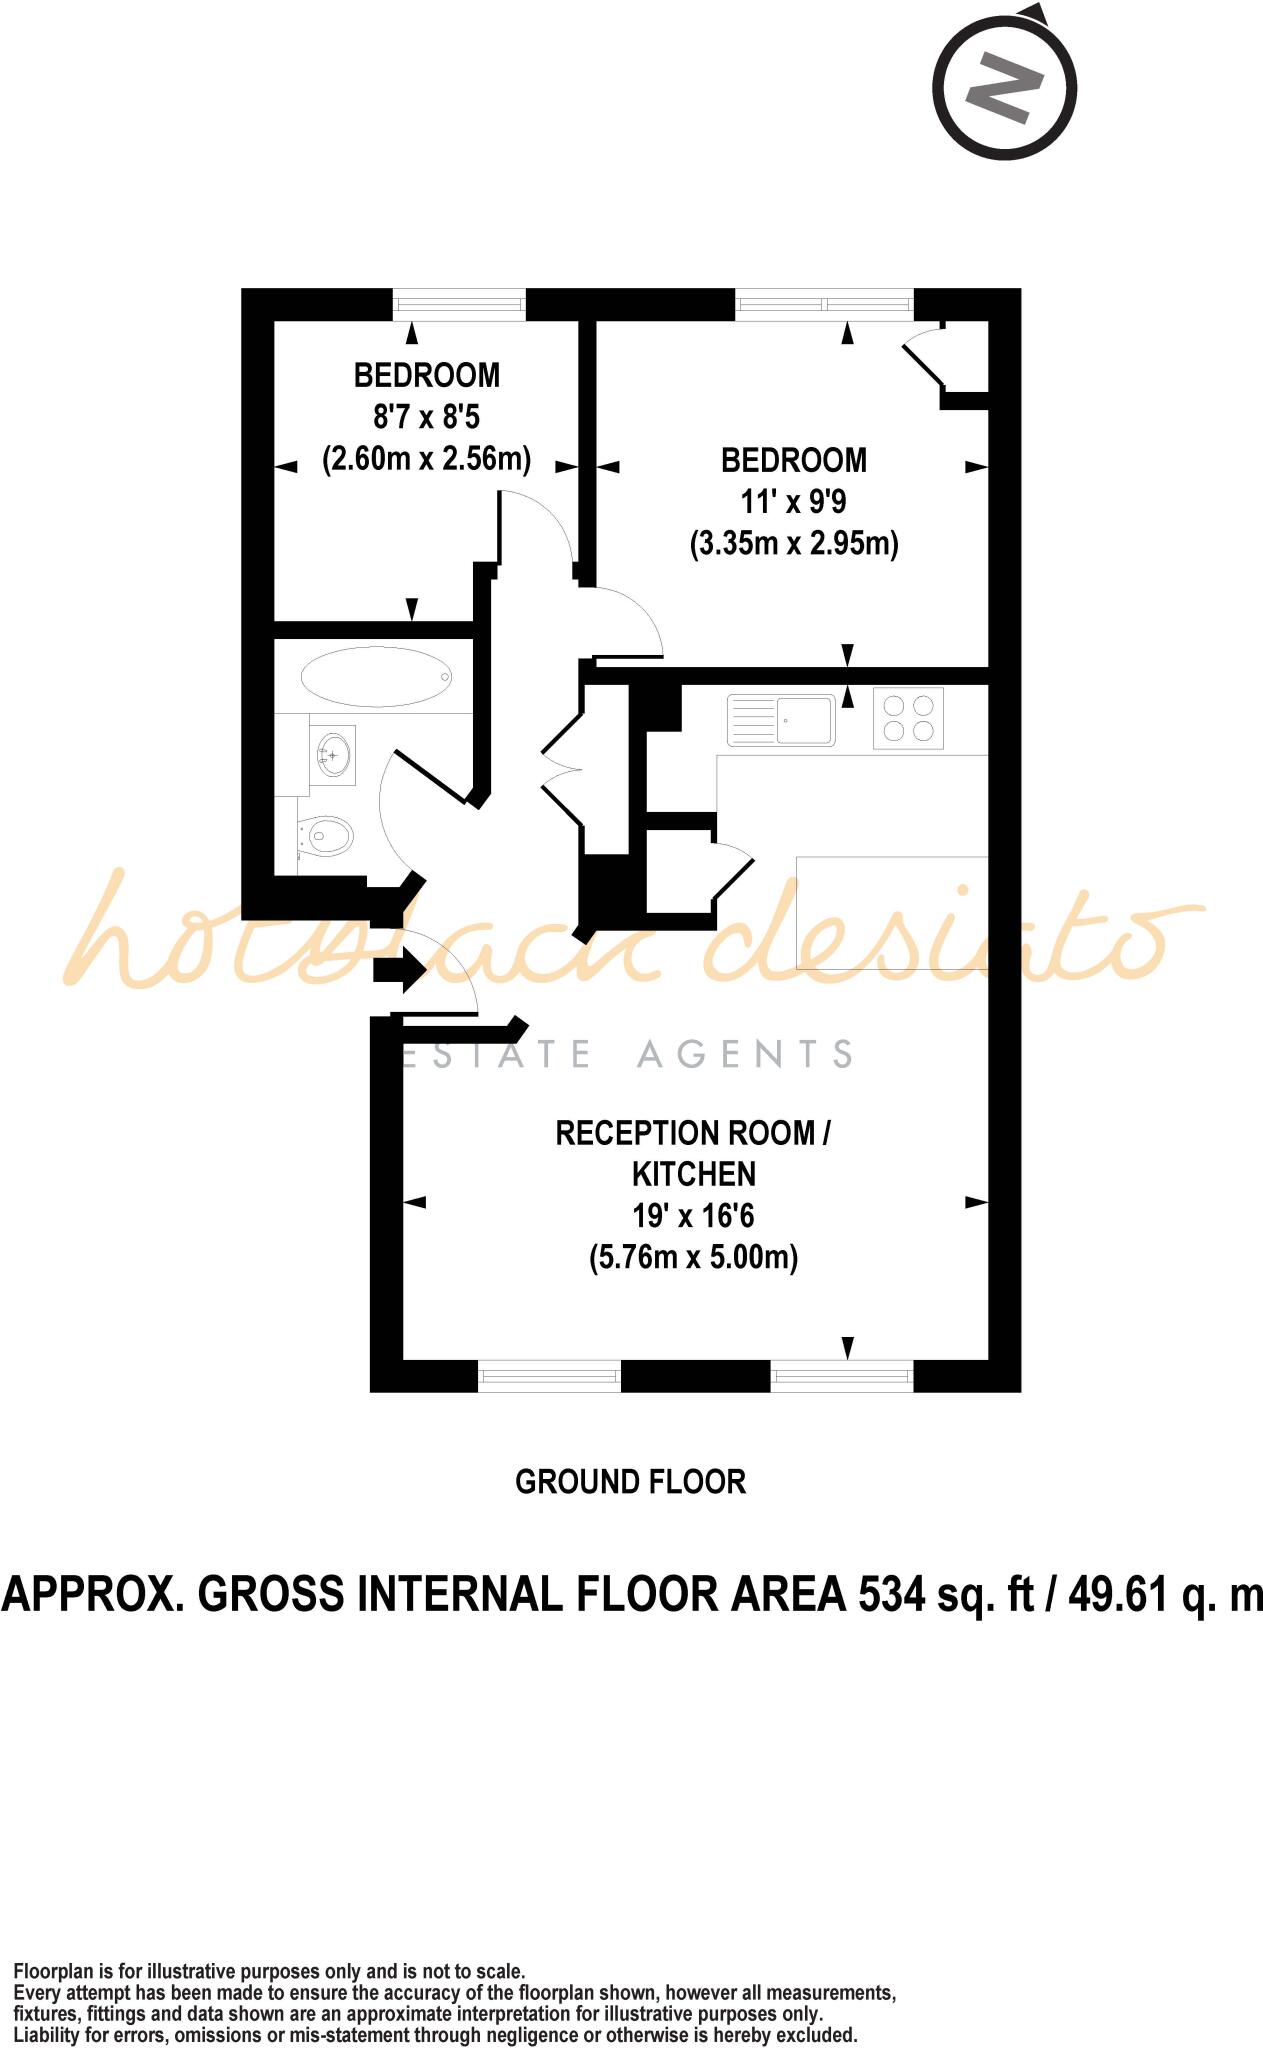 N
BEDROOM
8'7 x 8'5
(2.60m x 2.56m)
BEDROOM
11' x 9'9
(3.35m x 2.95m)
hotblack desiato
ESTATE AGENTS
RECEPTION ROOM /
KITCHEN
19' x 16'6
(5.76m x 5.00m)
GROUND FLOOR
APPROX. GROSS INTERNAL FLOOR AREA 534 sq. ft / 49.61 q. m
Floorplan is for illustrative purposes only and is not to scale.
Every attempt has been made to ensure the accuracy of the floorplan shown, however all measurements,
fixtures, fittings and data shown are an approximate interpretation for illustrative purposes only.
Liability for errors, omissions or mis-statement through negligence or otherwise is hereby excluded.